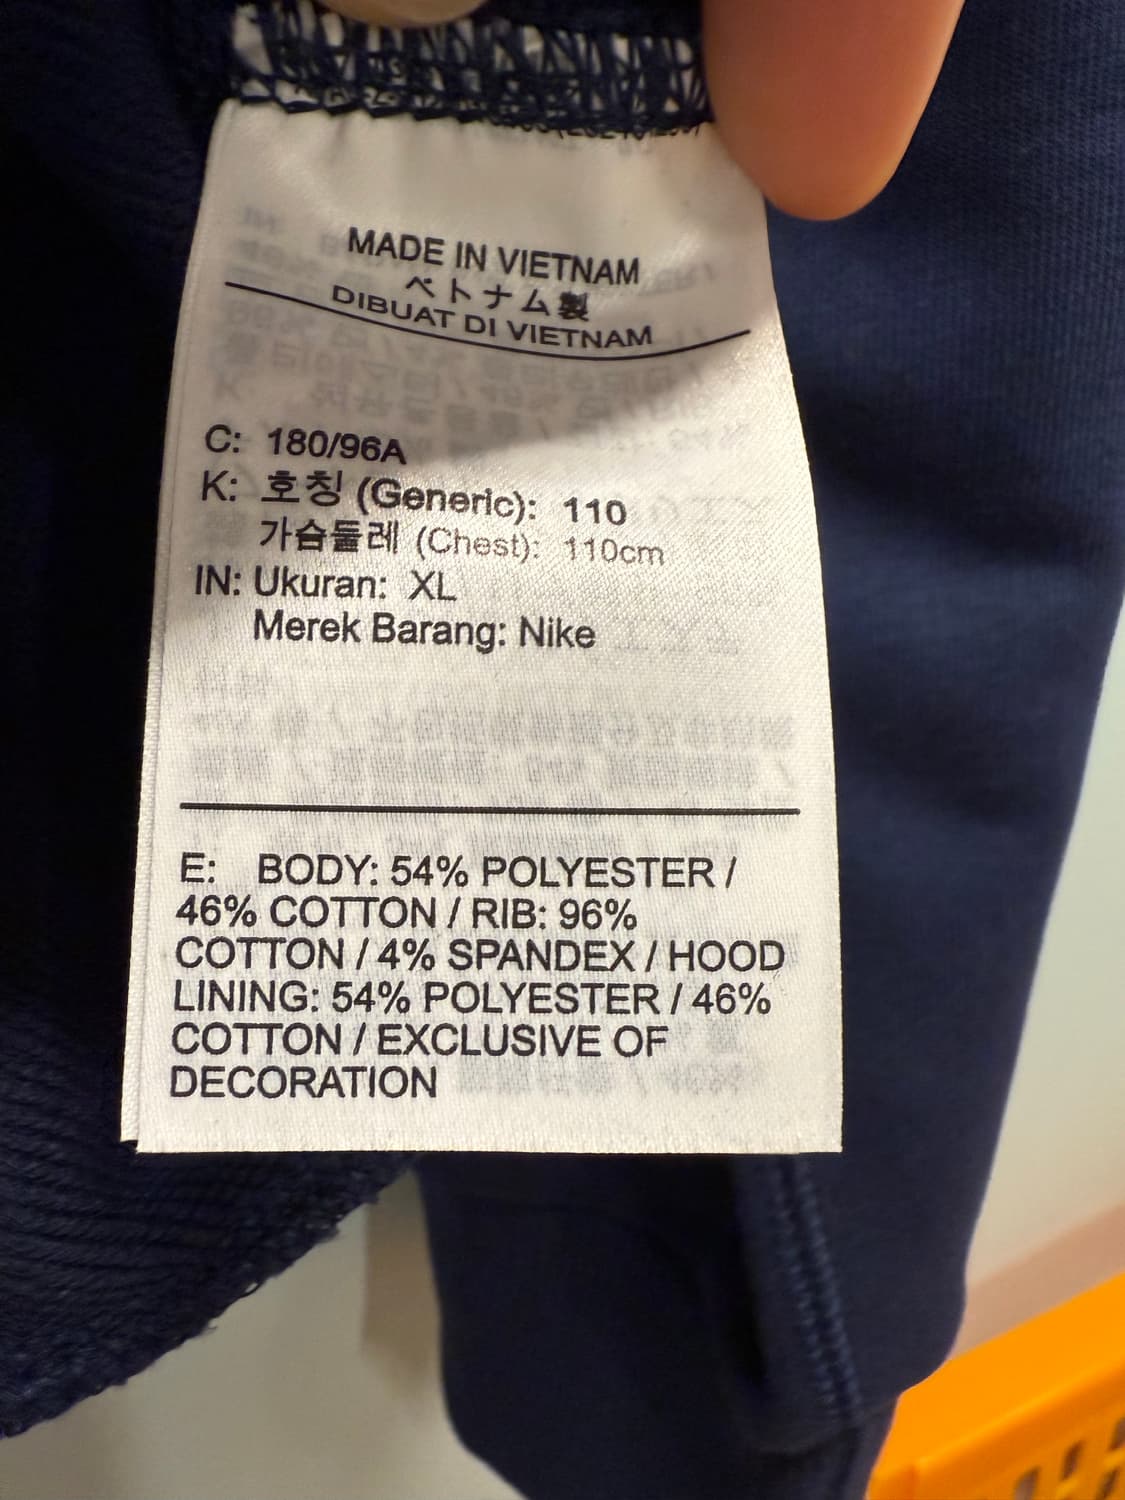 MADE IN VIETNAM
ベトナム製
DIBUAT DI VIETNAM
C: 180/96A
K: 호칭 (Generic): 110
가슴둘레 (Chest): 110cm
IN: Ukuran: XL
Merek Barang: Nike
E: BODY: 54% POLYESTER /
46% COTTON / RIB: 96%
COTTON / 4% SPANDEX / HOOD
LINING: 54% POLYESTER / 46%
COTTON / EXCLUSIVE OF
DECORATION